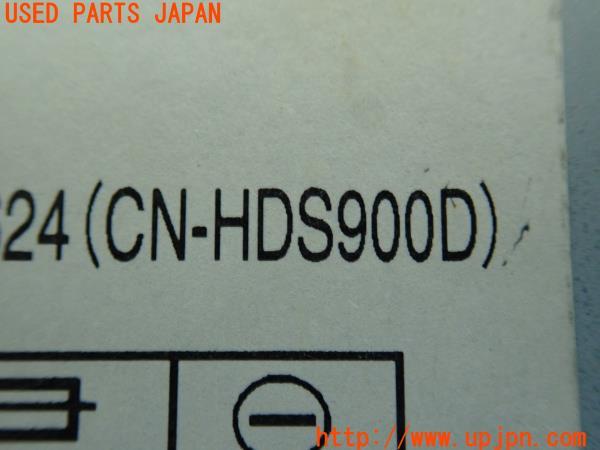 USED PARTS JAPAN
24(CN-HDS900D)
http://www.upjpn.com